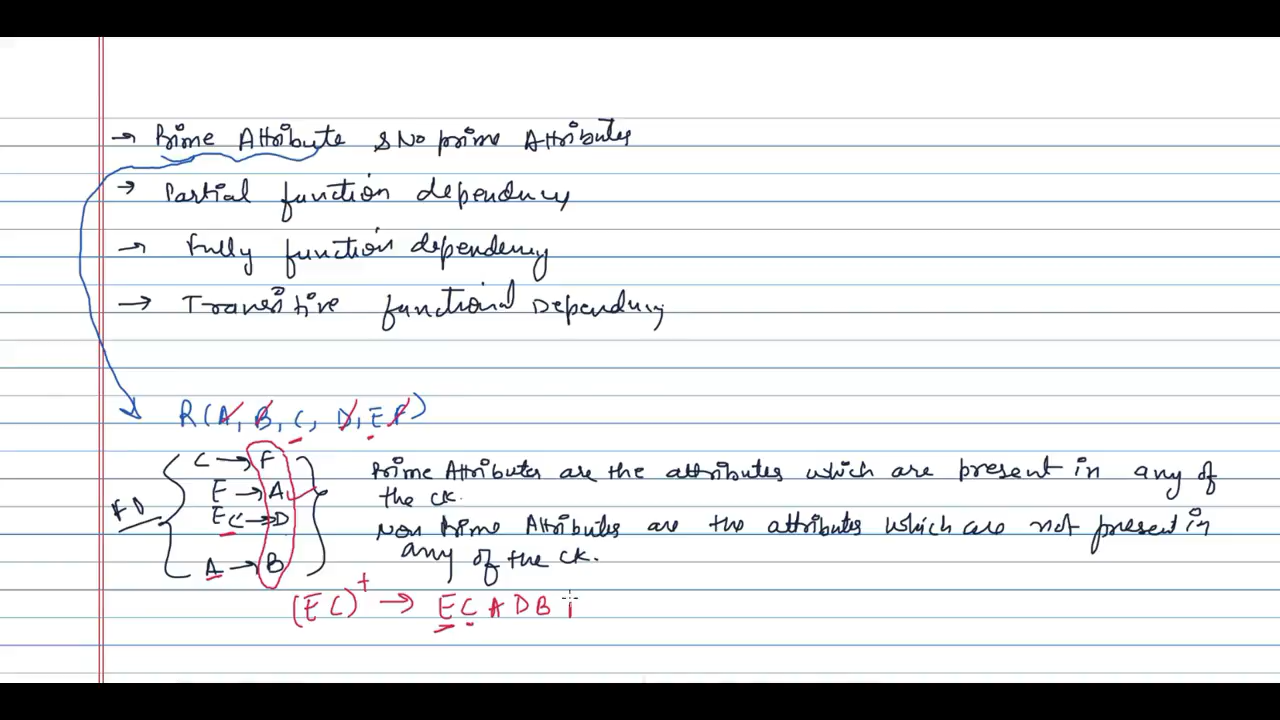 → Prime Attribute & No prime Attributes
→ Partial function dependency
→ Fully function dependency
→ Transitive functional Dependency
R(A, B, C, D, E F)
C → F
E → A
FD
EC → D
A → B
Prime Attributes are the attributes which are present in any of
the CK.
Non Prime Attributes are the attributes which are not present in
any of the CK.
(EC)+ → E C A D B